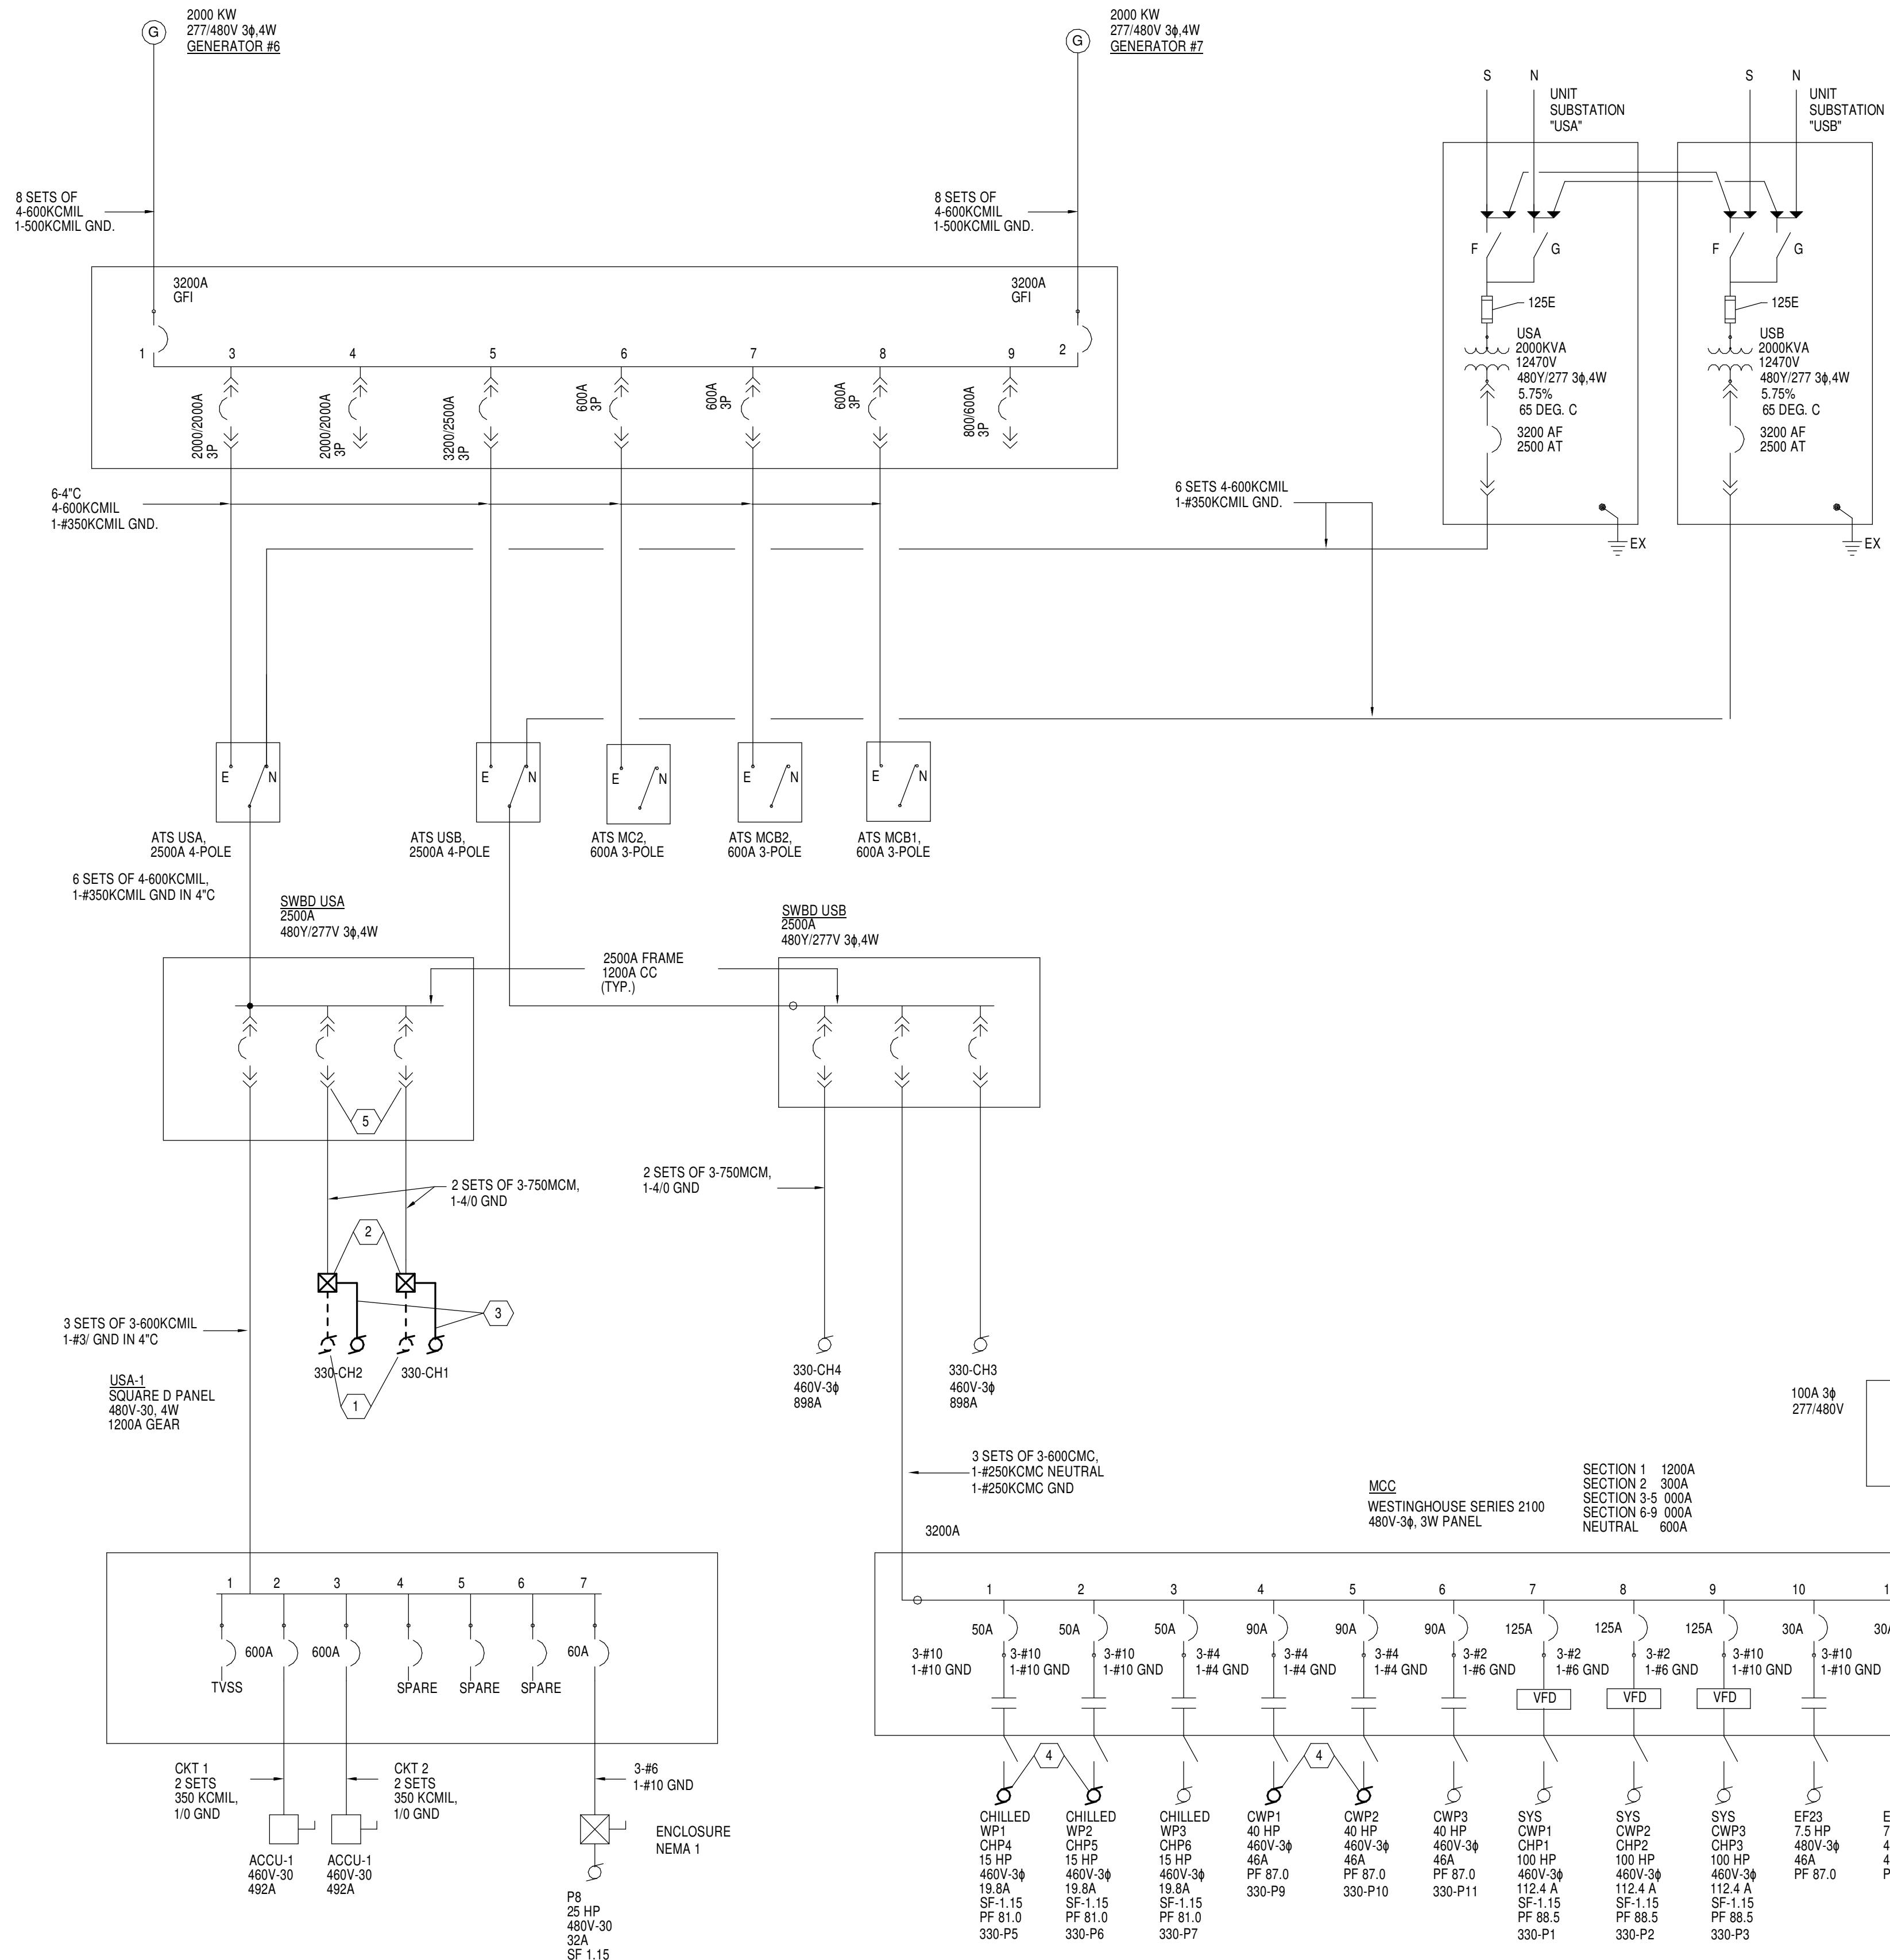 2000 KW
277/480V 3ϕ,4W
GENERATOR #6
G
2000 KW
277/480V 3ϕ,4W
GENERATOR #7
G
S
N
UNIT
SUBSTATION
"USA"
S
N
UNIT
SUBSTATION
"USB"
8 SETS OF
4-600KCMIL
1-500KCMIL GND.
8 SETS OF
4-600KCMIL
1-500KCMIL GND.
F
G
F
G
125E
125E
USA
2000KVA
12470V
480Y/277 3ϕ,4W
5.75%
65 DEG. C
3200 AF
2500 AT
USB
2000KVA
12470V
480Y/277 3ϕ,4W
5.75%
65 DEG. C
3200 AF
2500 AT
EX
EX
3200A
GFI
3200A
GFI
1
3
4
5
6
7
8
9
2
2000/2000A
3P
2000/2000A
3P
3200/2500A
3P
600A
3P
600A
3P
600A
3P
800/600A
3P
6-4"C
4-600KCMIL
1-#350KCMIL GND.
6 SETS 4-600KCMIL
1-#350KCMIL GND.
E
N
E
N
E
N
E
N
E
N
ATS USA,
2500A 4-POLE
ATS USB,
2500A 4-POLE
ATS MC2,
600A 3-POLE
ATS MCB2,
600A 3-POLE
ATS MCB1,
600A 3-POLE
6 SETS OF 4-600KCMIL,
1-#350KCMIL GND IN 4"C
SWBD USA
2500A
480Y/277V 3ϕ,4W
SWBD USB
2500A
480Y/277V 3ϕ,4W
2500A FRAME
1200A CC
(TYP.)
5
2 SETS OF 3-750MCM,
1-4/0 GND
2 SETS OF 3-750MCM,
1-4/0 GND
2
3
3 SETS OF 3-600KCMIL
1-#3/ GND IN 4"C
330-CH2
330-CH1
1
330-CH4
460V-3ϕ
898A
330-CH3
460V-3ϕ
898A
USA-1
SQUARE D PANEL
480V-30, 4W
1200A GEAR
100A 3ϕ
277/480V
3 SETS OF 3-600CMC,
1-#250KCMC NEUTRAL
1-#250KCMC GND
MCC
WESTINGHOUSE SERIES 2100
480V-3ϕ, 3W PANEL
SECTION 1 1200A
SECTION 2 300A
SECTION 3-5 000A
SECTION 6-9 000A
NEUTRAL 600A
3200A
1
2
3
4
5
6
7
600A
600A
60A
TVSS
SPARE
SPARE
SPARE
1
2
3
4
5
6
7
8
9
10
1
50A
50A
50A
90A
90A
90A
125A
125A
125A
30A
30A
3-#10
1-#10 GND
3-#10
1-#10 GND
3-#10
1-#10 GND
3-#4
1-#4 GND
3-#4
1-#4 GND
3-#4
1-#4 GND
3-#2
1-#6 GND
3-#2
1-#6 GND
3-#2
1-#6 GND
3-#10
1-#10 GND
3-#10
1-#10 GND
VFD
VFD
VFD
4
4
CKT 1
2 SETS
350 KCMIL,
1/0 GND
CKT 2
2 SETS
350 KCMIL,
1/0 GND
3-#6
1-#10 GND
ACCU-1
460V-30
492A
ACCU-1
460V-30
492A
ENCLOSURE
NEMA 1
P8
25 HP
480V-30
32A
SF 1.15
CHILLED
WP1
CHP4
15 HP
460V-3ϕ
19.8A
SF-1.15
PF 81.0
330-P5
CHILLED
WP2
CHP5
15 HP
460V-3ϕ
19.8A
SF-1.15
PF 81.0
330-P6
CHILLED
WP3
CHP6
15 HP
460V-3ϕ
19.8A
SF-1.15
PF 81.0
330-P7
CWP1
40 HP
460V-3ϕ
46A
PF 87.0
330-P9
CWP2
40 HP
460V-3ϕ
46A
PF 87.0
330-P10
CWP3
40 HP
460V-3ϕ
46A
PF 87.0
330-P11
SYS
CWP1
CHP1
100 HP
460V-3ϕ
112.4 A
SF-1.15
PF 88.5
330-P1
SYS
CWP2
CHP2
100 HP
460V-3ϕ
112.4 A
SF-1.15
PF 88.5
330-P2
SYS
CWP3
CHP3
100 HP
460V-3ϕ
112.4 A
SF-1.15
PF 88.5
330-P3
EF23
7.5 HP
480V-3ϕ
46A
PF 87.0